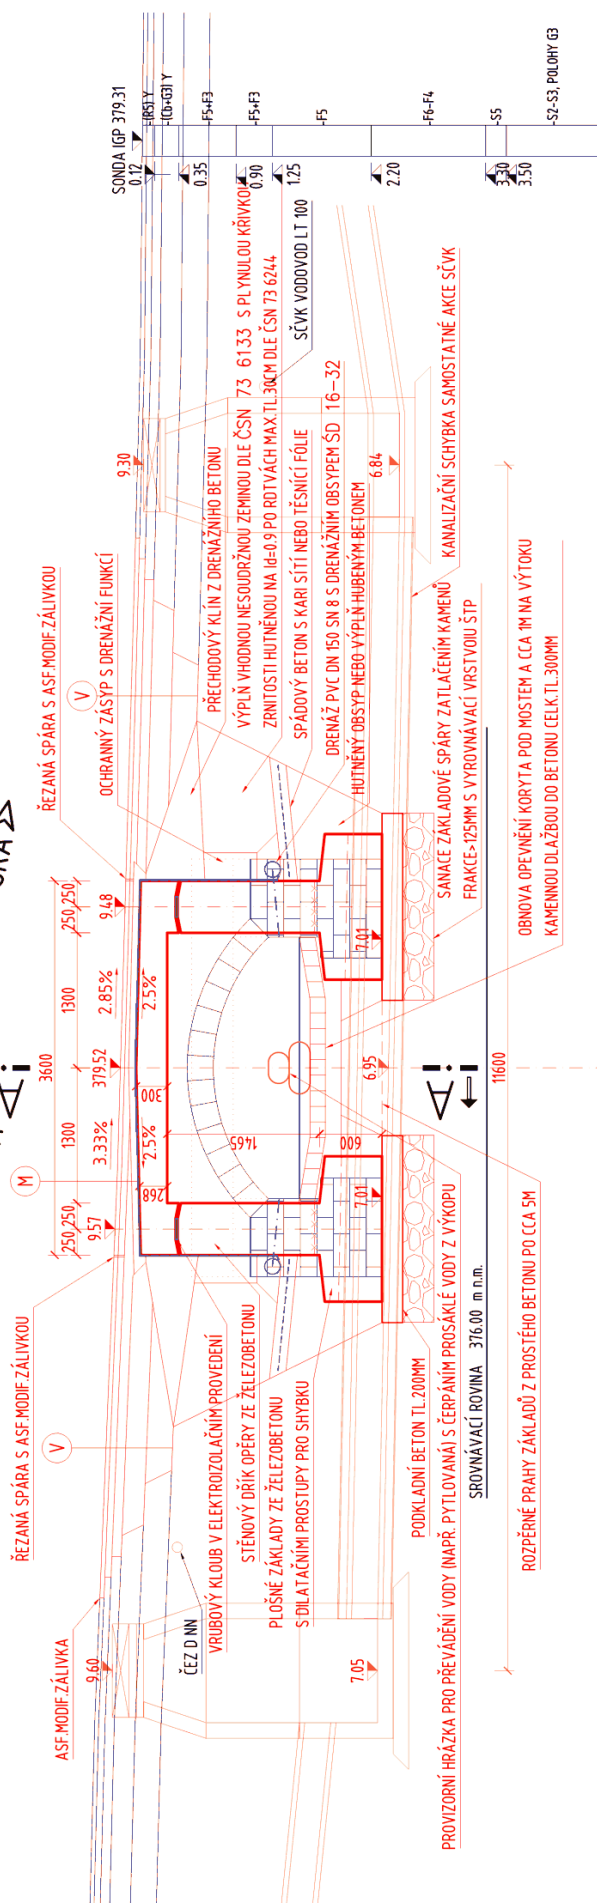 ŘEZANÁ SPÁRA S ASF.MODIF.ZÁLIVKOU
ŘEZANÁ SPÁRA S ASF.MODIF.ZÁLIVKOU
ASF.MODIF.ZÁLIVKA
OCHRANNÝ ZÁSYP S DRENÁŽNÍ FUNKCÍ
M
V
V
3600
250 250
1300
1300
250 250
9.60
9.57
3.33%
379.52
2.85%
9.48
9.30
2.5%
2.5%
268
300
1465
600
7.05
7.01
6.95
7.01
6.84
11600
SONDA IGP 379.31
0.12
0.35
0.90
1.25
2.20
3.30
3.50
(R5) Y
(Cb+G3) Y
F5+F3
F5+F3
F5
F6-F4
S5
S2-S3, POLOHY G3
PŘECHODOVÝ KLÍN Z DRENÁŽNÍHO BETONU
VÝPLŇ VHODNOU NESOUDRŽNOU ZEMINOU DLE ČSN 73 6133 S PLYNULOU KŘIVKOU
ZRNITOSTI HUTNĚNOU NA Id=0.9 PO VRSTVÁCH MAX.TL.30CM DLE ČSN 73 6244
SPÁDOVÝ BETON S KARI SÍTÍ NEBO TĚSNÍCÍ FÓLIE
DRENÁŽ PVC DN 150 SN 8 S DRENÁŽNÍM OBSYPEM ŠD 16-32
HUTNĚNÝ OBSYP NEBO VÝPLŇ HUBENÝM BETONEM
SČVK VODOVOD LT 100
KANALIZAČNÍ SCHYBKA SAMOSTATNÉ AKCE SČVK
SANACE ZÁKLADOVÉ SPÁRY ZATLAČENÍM KAMENŮ
FRAKCE>125MM S VYROVNÁVACÍ VRSTVOU ŠTP
OBNOVA OPEVNĚNÍ KORYTA POD MOSTEM A CCA 1M NA VÝTOKU
KAMENNOU DLAŽBOU DO BETONU CELK.TL.300MM
ČEZ D NN
VRUBOVÝ KLOUB V ELEKTROIZOLAČNÍM PROVEDENÍ
STĚNOVÝ DŘÍK OPĚRY ZE ŽELEZOBETONU
PLOŠNÉ ZÁKLADY ZE ŽELEZOBETONU
S DILATAČNÍMI PROSTUPY PRO SHYBKU
PODKLADNÍ BETON TL.200MM
PROVIZORNÍ HRÁZKA PRO PŘEVÁDĚNÍ VODY (NAPŘ. PYTLOVANÁ) S ČERPÁNÍM PROSÁKLÉ VODY Z VÝKOPU
SROVNÁVACÍ ROVINA 376.00 m n.m.
ROZPĚRNÉ PRAHY ZÁKLADŮ Z PROSTÉHO BETONU PO CCA 5M
A